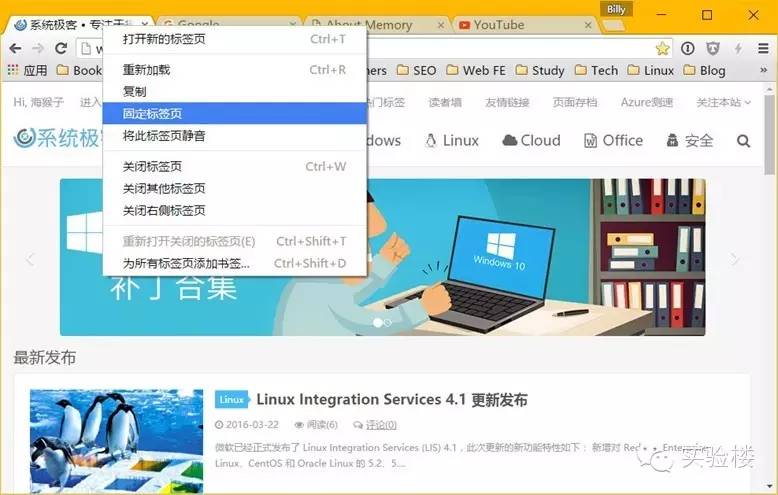 Billy
系统极客 • 专注于
Google
About Memory
YouTube
应用 Book
ners SEO Web FE Study Tech Linux Blog
打开新的标签页 Ctrl+T
重新加载 Ctrl+R
复制
固定标签页
将此标签页静音
关闭标签页 Ctrl+W
关闭其他标签页
关闭右侧标签页
重新打开关闭的标签页(E) Ctrl+Shift+T
为所有标签页添加书签... Ctrl+Shift+D
Hi, 海猴子 进入
热门标签 读者墙 友情链接 页面存档 Azure测速 关注本站
系统极客
dows Linux Cloud Office 安全
Windows 10
补丁合集
最新发布
Linux Linux Integration Services 4.1 更新发布
2016-03-22 阅读(6) 评论(0)
微软已经正式发布了 Linux Integration Services (LIS) 4.1，此次更新的新功能特性如下： 新增对 Red
Linux、CentOS 和 Oracle Linux 的 5.2、5....
实验楼